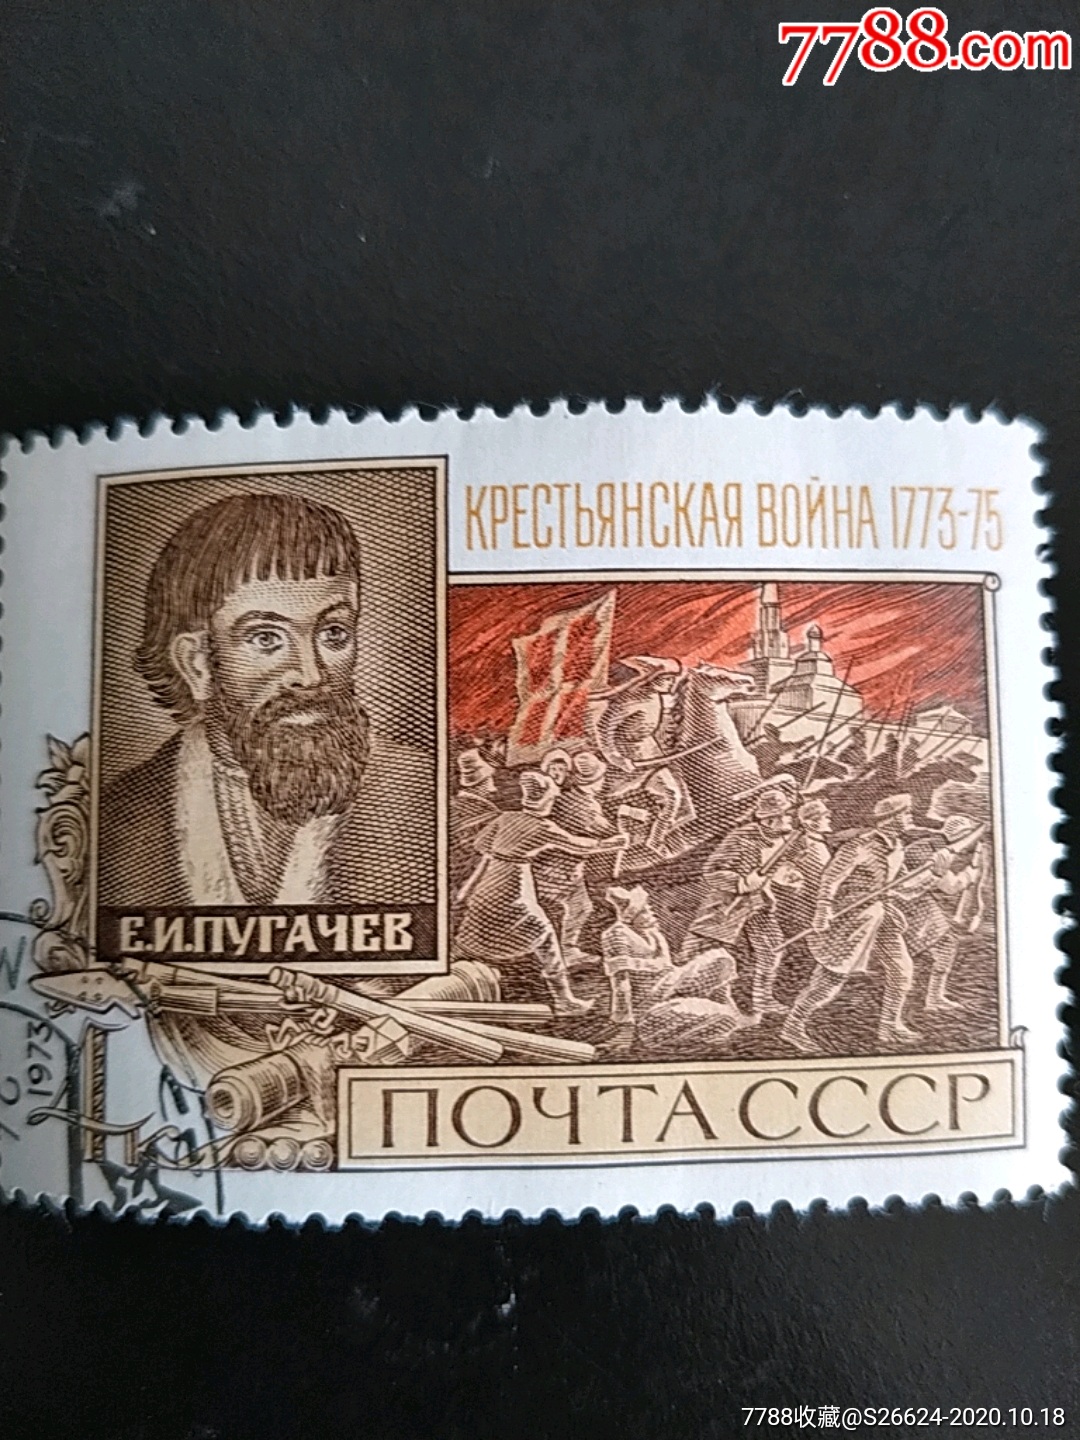 7788.com
КРЕСТЬЯНСКАЯ ВОЙНА 1773-75
Е.И.ПУГАЧЕВ
1973
ПОЧТА СССР
7788收藏@S26624-2020.10.18